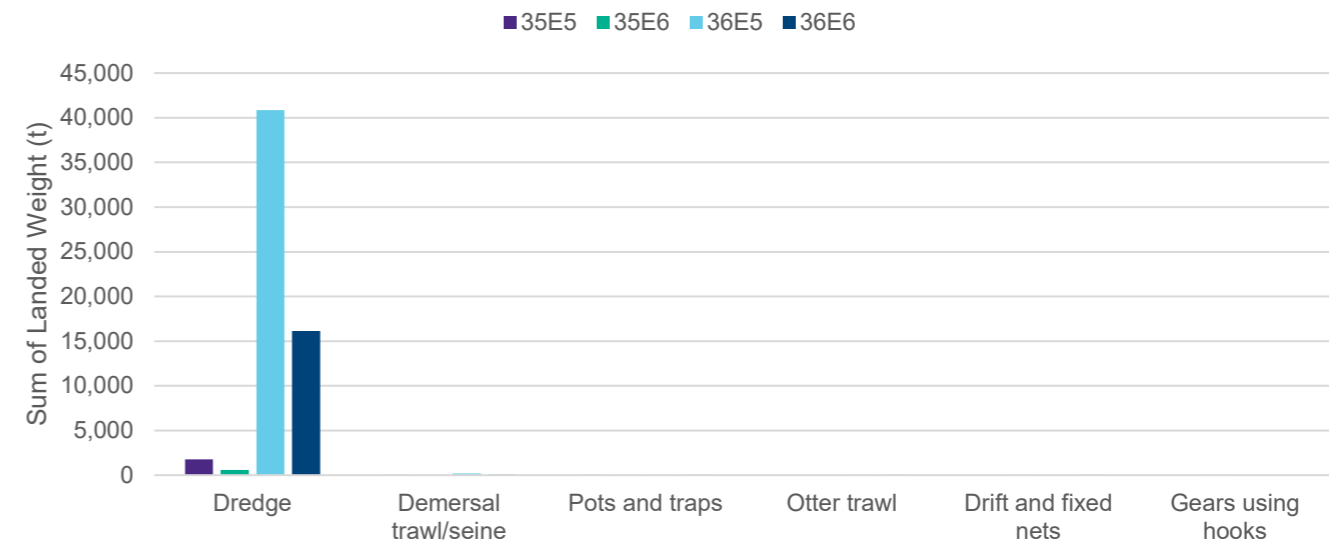 35E5 35E6 36E5 36E6
Sum of Landed Weight (t)
45,000
40,000
35,000
30,000
25,000
20,000
15,000
10,000
5,000
0
Dredge
Demersal
trawl/seine
Pots and traps
Otter trawl
Drift and fixed
nets
Gears using
hooks